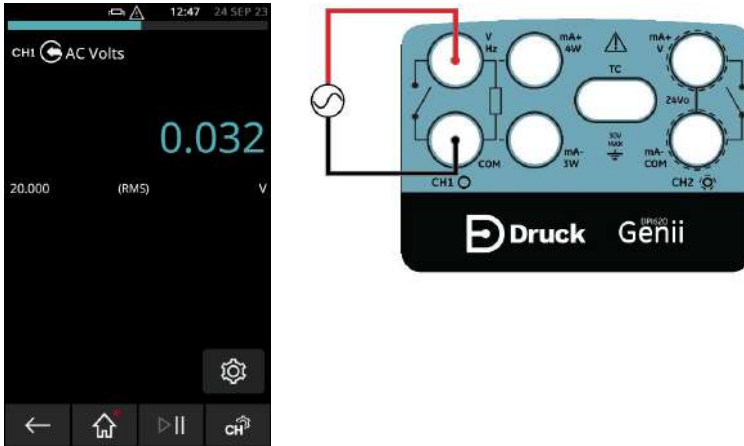 12:47 24 SEP 23
CH1 AC Volts
0.032
20.000 (RMS) V
CH
V
Hz
mA+
4W
TC
mA+
V
24Vo
30V
MAX
COM
mA-
3W
mA-
COM
CH1
CH2
Druck
DPI620
Genii